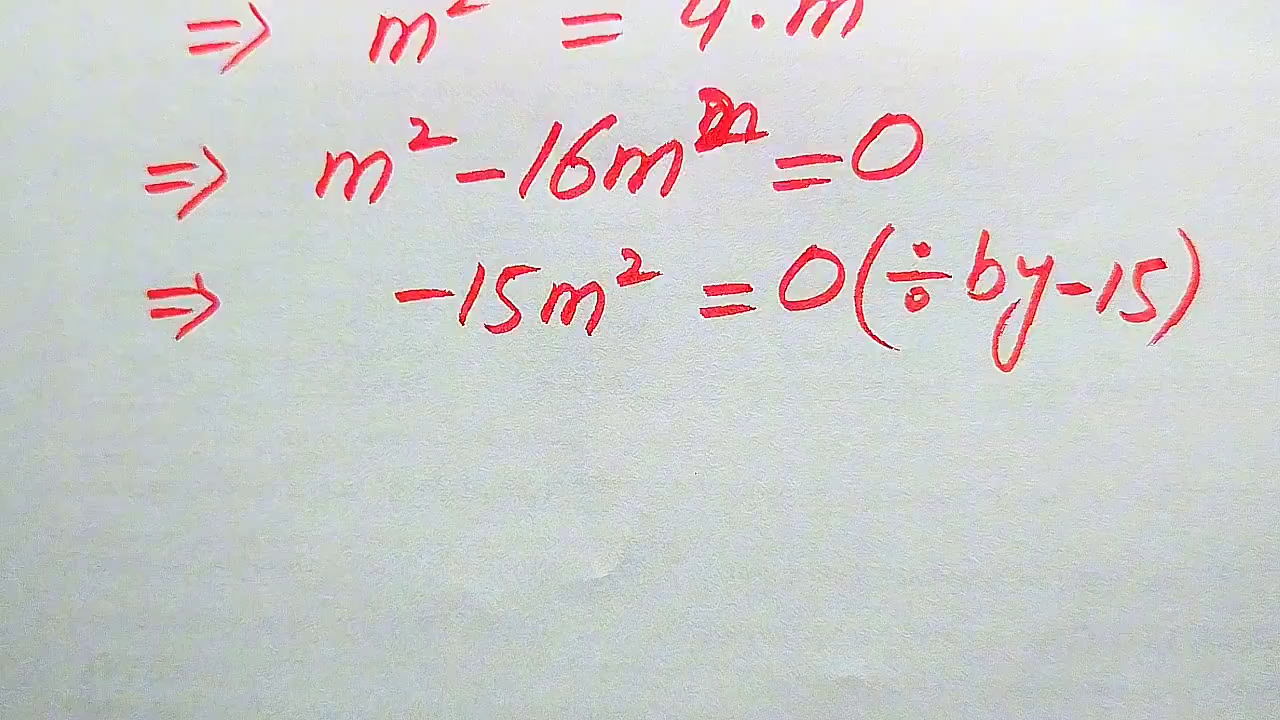 ⇒ m² = 4·m
⇒ m² - 16m² = 0
⇒ -15m² = 0 (÷ by -15)